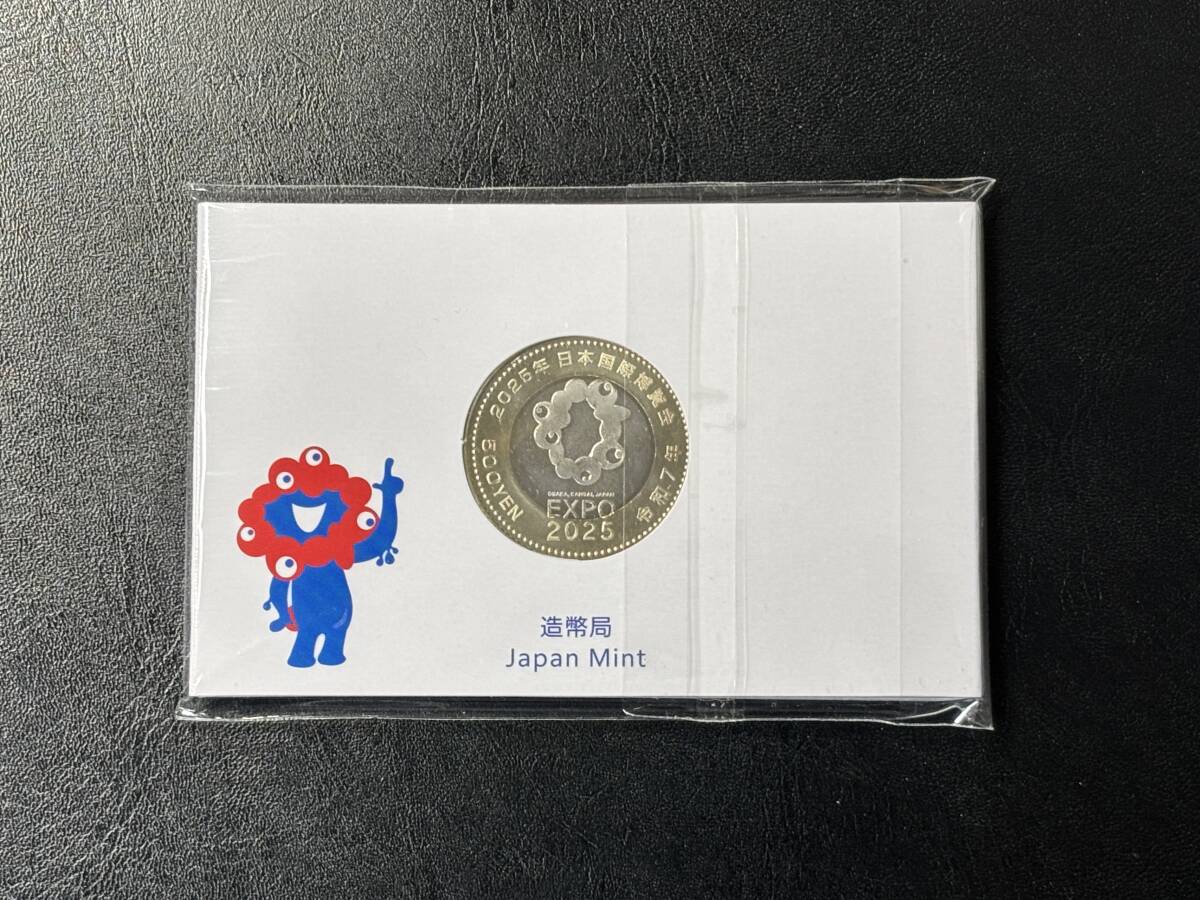 2025年 日本国際博覧会
500YEN
令和7年
OSAKA, KANSAI, JAPAN
EXPO
2025
造幣局
Japan Mint